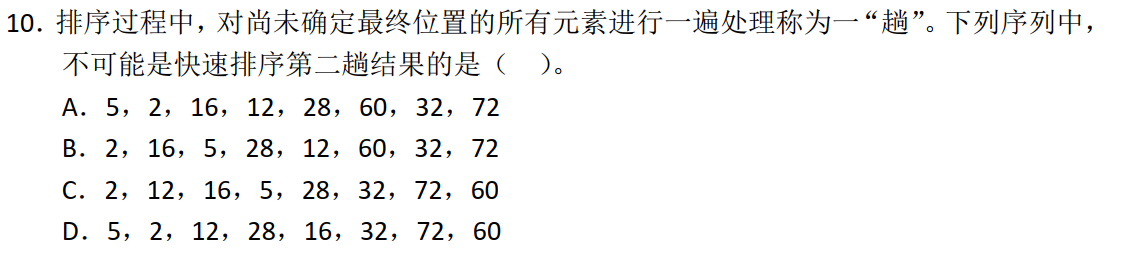 10. 排序过程中，对尚未确定最终位置的所有元素进行一遍处理称为一“趟”。下列序列中，
不可能是快速排序第二趟结果的是（ ）。
A. 5，2，16，12，28，60，32，72
B. 2，16，5，28，12，60，32，72
C. 2，12，16，5，28，32，72，60
D. 5，2，12，28，16，32，72，60